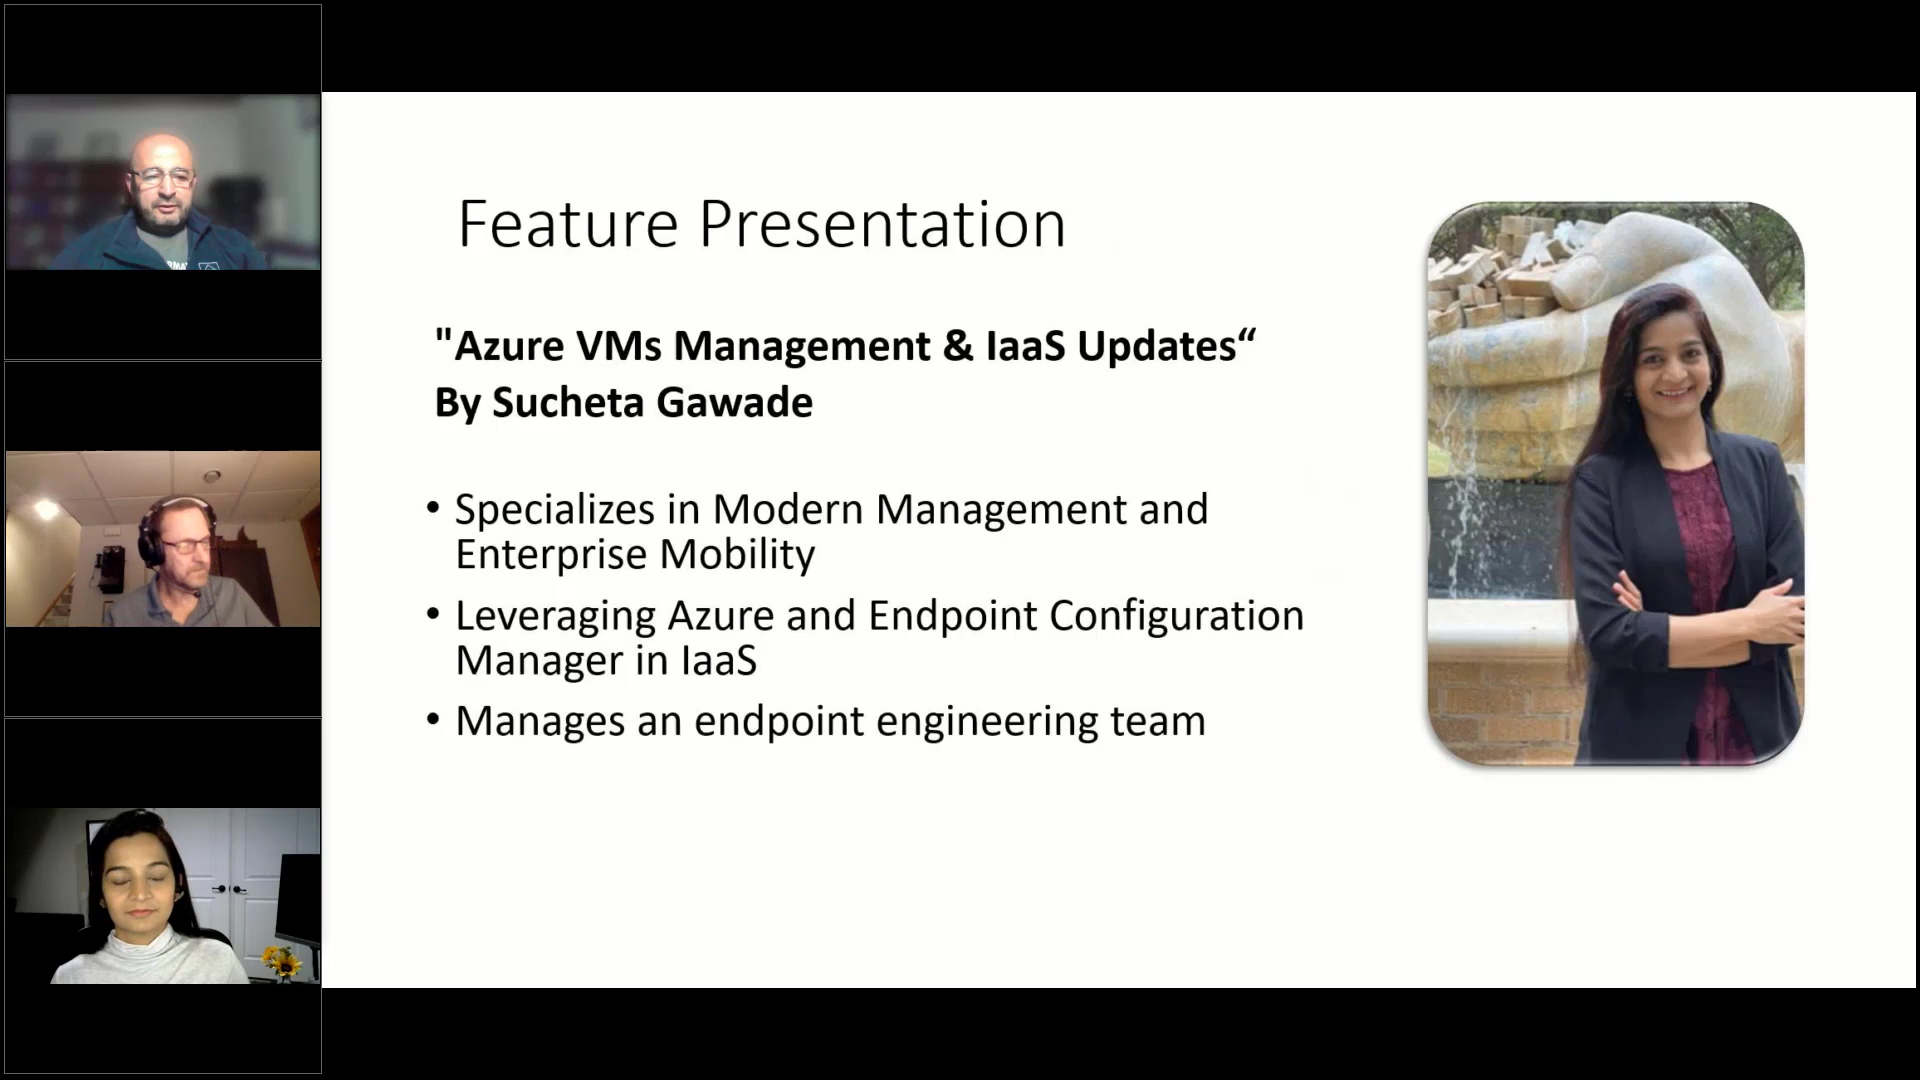 Feature Presentation
"Azure VMs Management & IaaS Updates“
By Sucheta Gawade
• Specializes in Modern Management and
Enterprise Mobility
• Leveraging Azure and Endpoint Configuration
Manager in IaaS
• Manages an endpoint engineering team